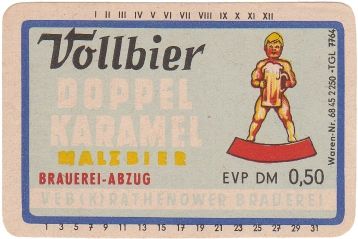 I II III IV V VI VII VIII IX X XI XII
Vollbier
DOPPEL
KARAMEL
MALZBIER
BRAUEREI-ABZUG
EVP DM 0,50
VEB(K)RATHENOWER BRAUEREI
1 3 5 7 9 11 13 15 17 19 21 23 25 27 29 31
Waren-Nr. 68 45 2250 - TGL 7764